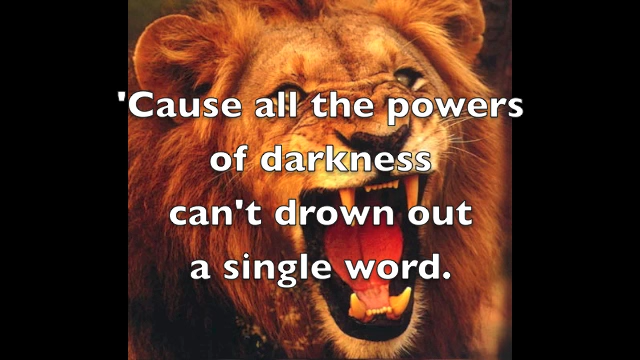 'Cause all the powers
of darkness
can't drown out
a single word.